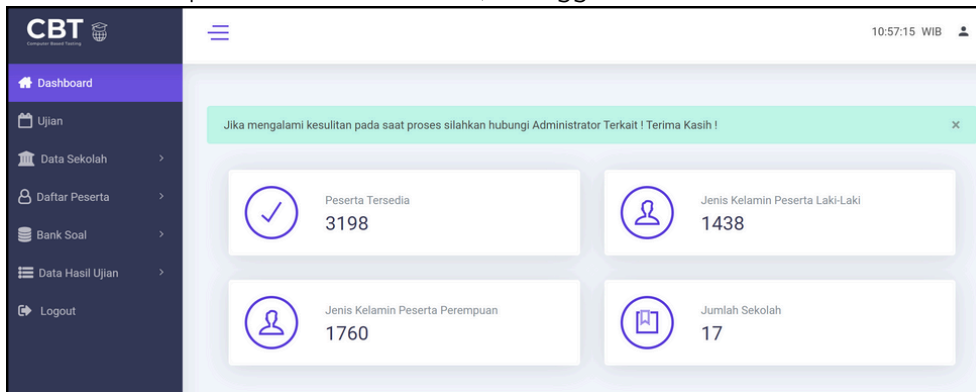 CBT
Computer Based Testing
10:57:15 WIB
Dashboard
Ujian
Jika mengalami kesulitan pada saat proses silahkan hubungi Administrator Terkait ! Terima Kasih !
×
Data Sekolah
Daftar Peserta
Bank Soal
Data Hasil Ujian
Logout
Peserta Tersedia
3198
Jenis Kelamin Peserta Laki-Laki
1438
Jenis Kelamin Peserta Perempuan
1760
Jumlah Sekolah
17